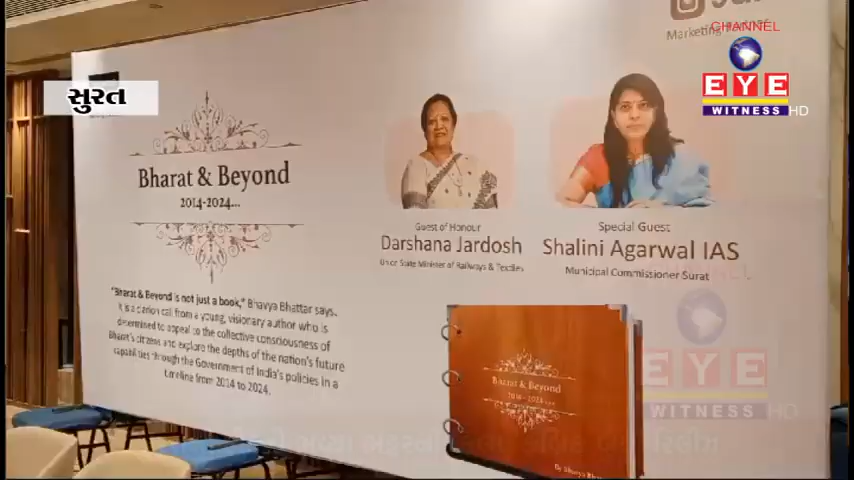 CHANNEL
Marketing
EYE
WITNESS HD
સુરત
Bharat & Beyond
2014-2024...
Guest of Honour
Darshana Jardosh
Union State Minister of Railways & Textiles
Special Guest
Shalini Agarwal IAS
Municipal Commissioner Surat
"Bharat & Beyond is not just a book," Bhavya Bhattar says.
It is a clarion call from a young, visionary author who is
determined to appeal to the collective consciousness of
Bharat's citizens and explore the depths of the nation's future
capabilities through the Government of India's policies in a
timeline from 2014 to 2024.
Bharat & Beyond
2014-2024...
EYE
WITNESS HD